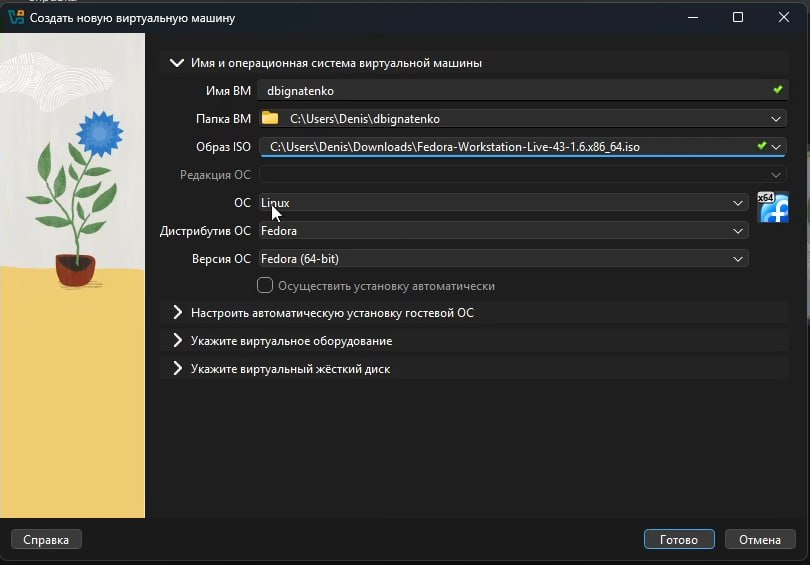 Создать новую виртуальную машину
Имя и операционная система виртуальной машины
Имя ВМ dbignatenko
Папка ВМ C:\Users\Denis\dbignatenko
Образ ISO C:\Users\Denis\Downloads\Fedora-Workstation-Live-43-1.6.x86_64.iso
Редакция ОС
ОС Linux
x64
Дистрибутив ОС Fedora
Версия ОС Fedora (64-bit)
Осуществить установку автоматически
Настроить автоматическую установку гостевой ОС
Укажите виртуальное оборудование
Укажите виртуальный жёсткий диск
Справка Готово Отмена